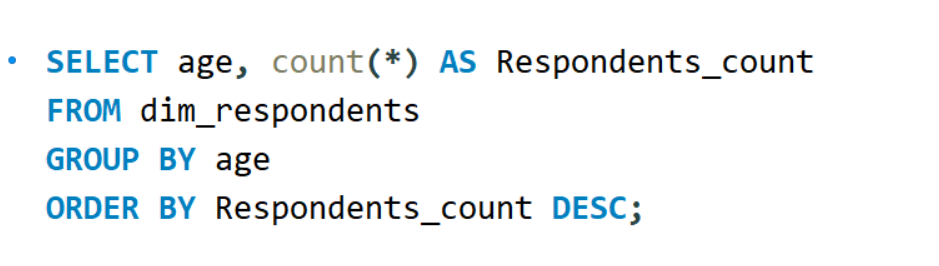 SELECT age, count(*) AS Respondents_count
FROM dim_respondents
GROUP BY age
ORDER BY Respondents_count DESC;